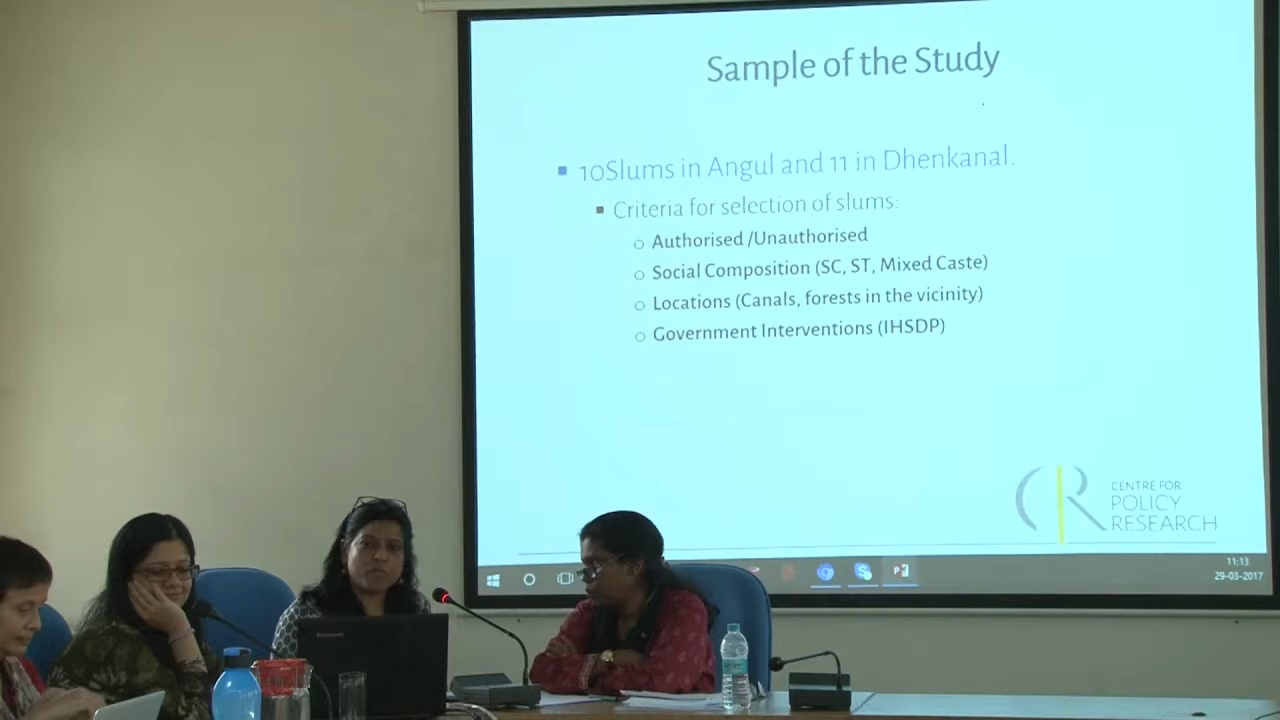 Sample of the Study
10Slums in Angul and 11 in Dhenkanal.
Criteria for selection of slums:
Authorised /Unauthorised
Social Composition (SC, ST, Mixed Caste)
Locations (Canals, forests in the vicinity)
Government Interventions (IHSDP)
CENTRE FOR
POLICY
RESEARCH
11:13
29-03-2017